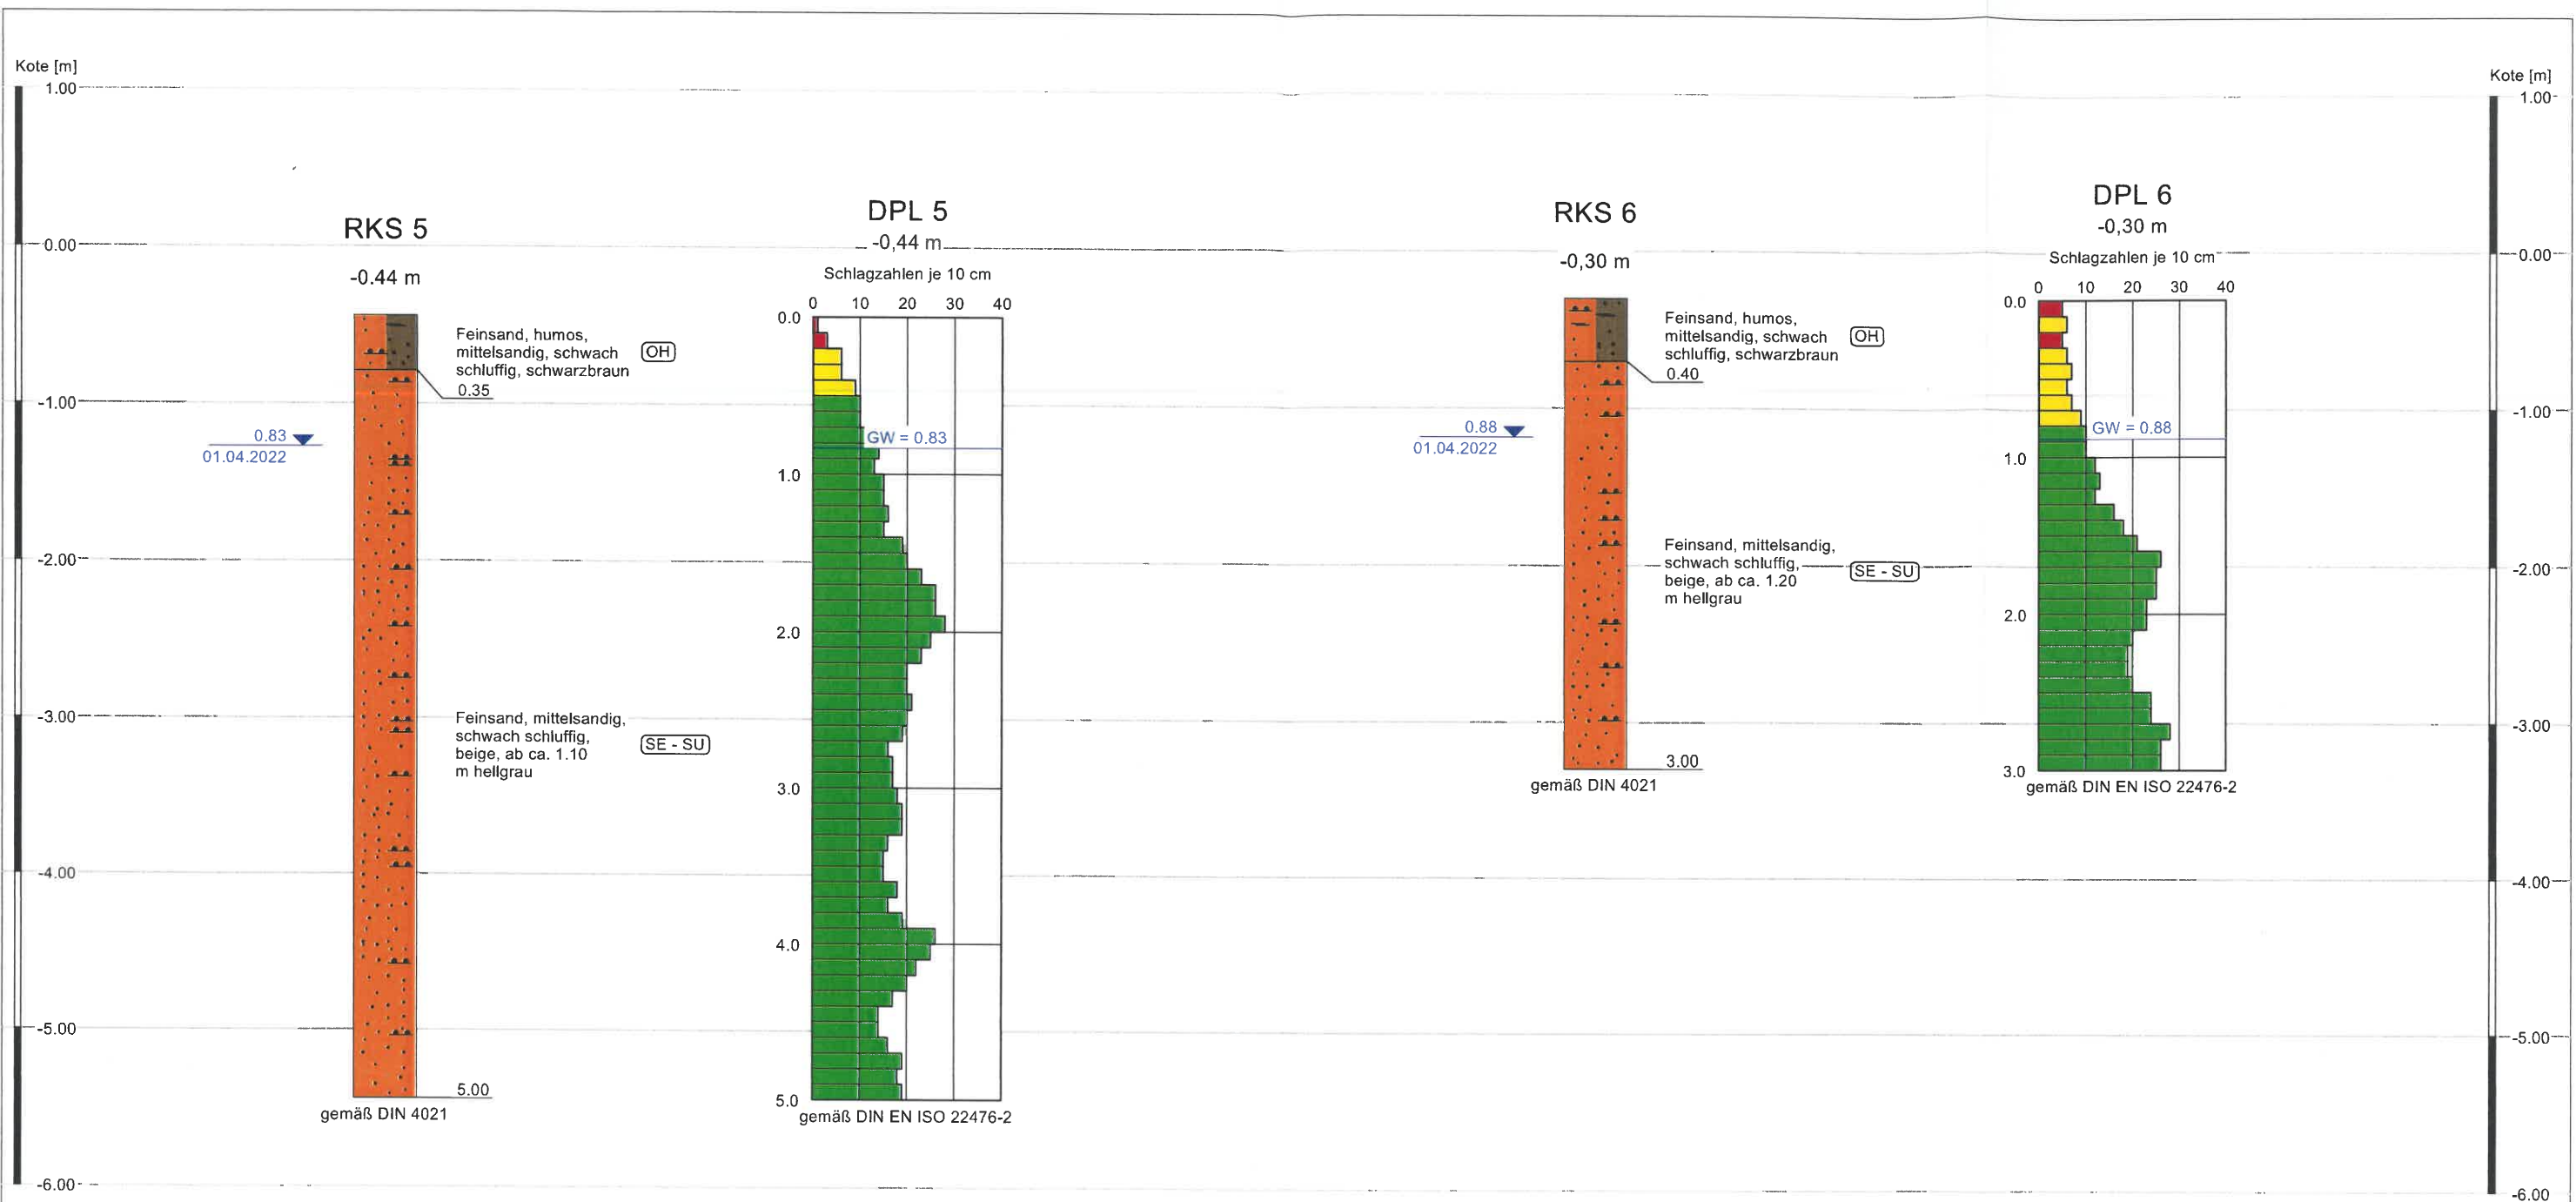 Kote [m]
1.00
0.00
-1.00
-2.00
-3.00
-4.00
-5.00
-6.00
RKS 5
-0.44 m
Feinsand, humos,
mittelsandig, schwach
schluffig, schwarzbraun
OH
0.35
0.83
01.04.2022
Feinsand, mittelsandig,
schwach schluffig,
beige, ab ca. 1.10
m hellgrau
SE - SU
5.00
gemäß DIN 4021
DPL 5
-0,44 m
Schlagzahlen je 10 cm
0 10 20 30 40
0.0
GW = 0.83
1.0
2.0
3.0
4.0
5.0
gemäß DIN EN ISO 22476-2
RKS 6
-0,30 m
Feinsand, humos,
mittelsandig, schwach
schluffig, schwarzbraun
OH
0.40
0.88
01.04.2022
Feinsand, mittelsandig,
schwach schluffig,
beige, ab ca. 1.20
m hellgrau
SE - SU
3.00
gemäß DIN 4021
DPL 6
-0,30 m
Schlagzahlen je 10 cm
0 10 20 30 40
0.0
GW = 0.88
1.0
2.0
3.0
gemäß DIN EN ISO 22476-2
Kote [m]
1.00
0.00
-1.00
-2.00
-3.00
-4.00
-5.00
-6.00